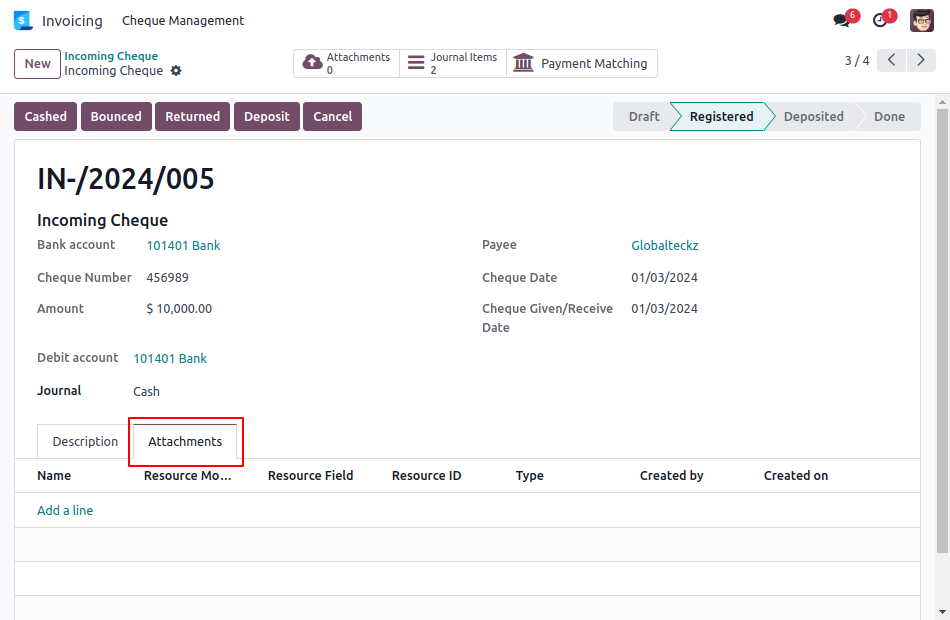 Invoicing Cheque Management 6 1
New Incoming Cheque
Incoming Cheque
Attachments
0
Journal Items
2
Payment Matching
3 / 4
Cashed Bounced Returned Deposit Cancel Draft Registered Deposited Done
IN-/2024/005
Incoming Cheque
Bank account 101401 Bank Payee Globalteckz
Cheque Number 456989 Cheque Date 01/03/2024
Amount $ 10,000.00 Cheque Given/Receive 01/03/2024
Date
Debit account 101401 Bank
Journal Cash
Description Attachments
Name Resource Mo... Resource Field Resource ID Type Created by Created on
Add a line